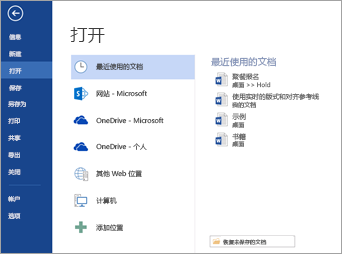 信息
新建
打开
保存
另存为
打印
共享
导出
关闭
帐户
选项
打开
最近使用的文档
网站 - Microsoft
OneDrive - Microsoft
OneDrive - 个人
其他 Web 位置
计算机
添加位置
最近使用的文档
聚餐报名
桌面 >> Hold
使用实时的版式和对齐参考线
我的文档
示例
桌面
书籍
桌面
恢复未保存的文档